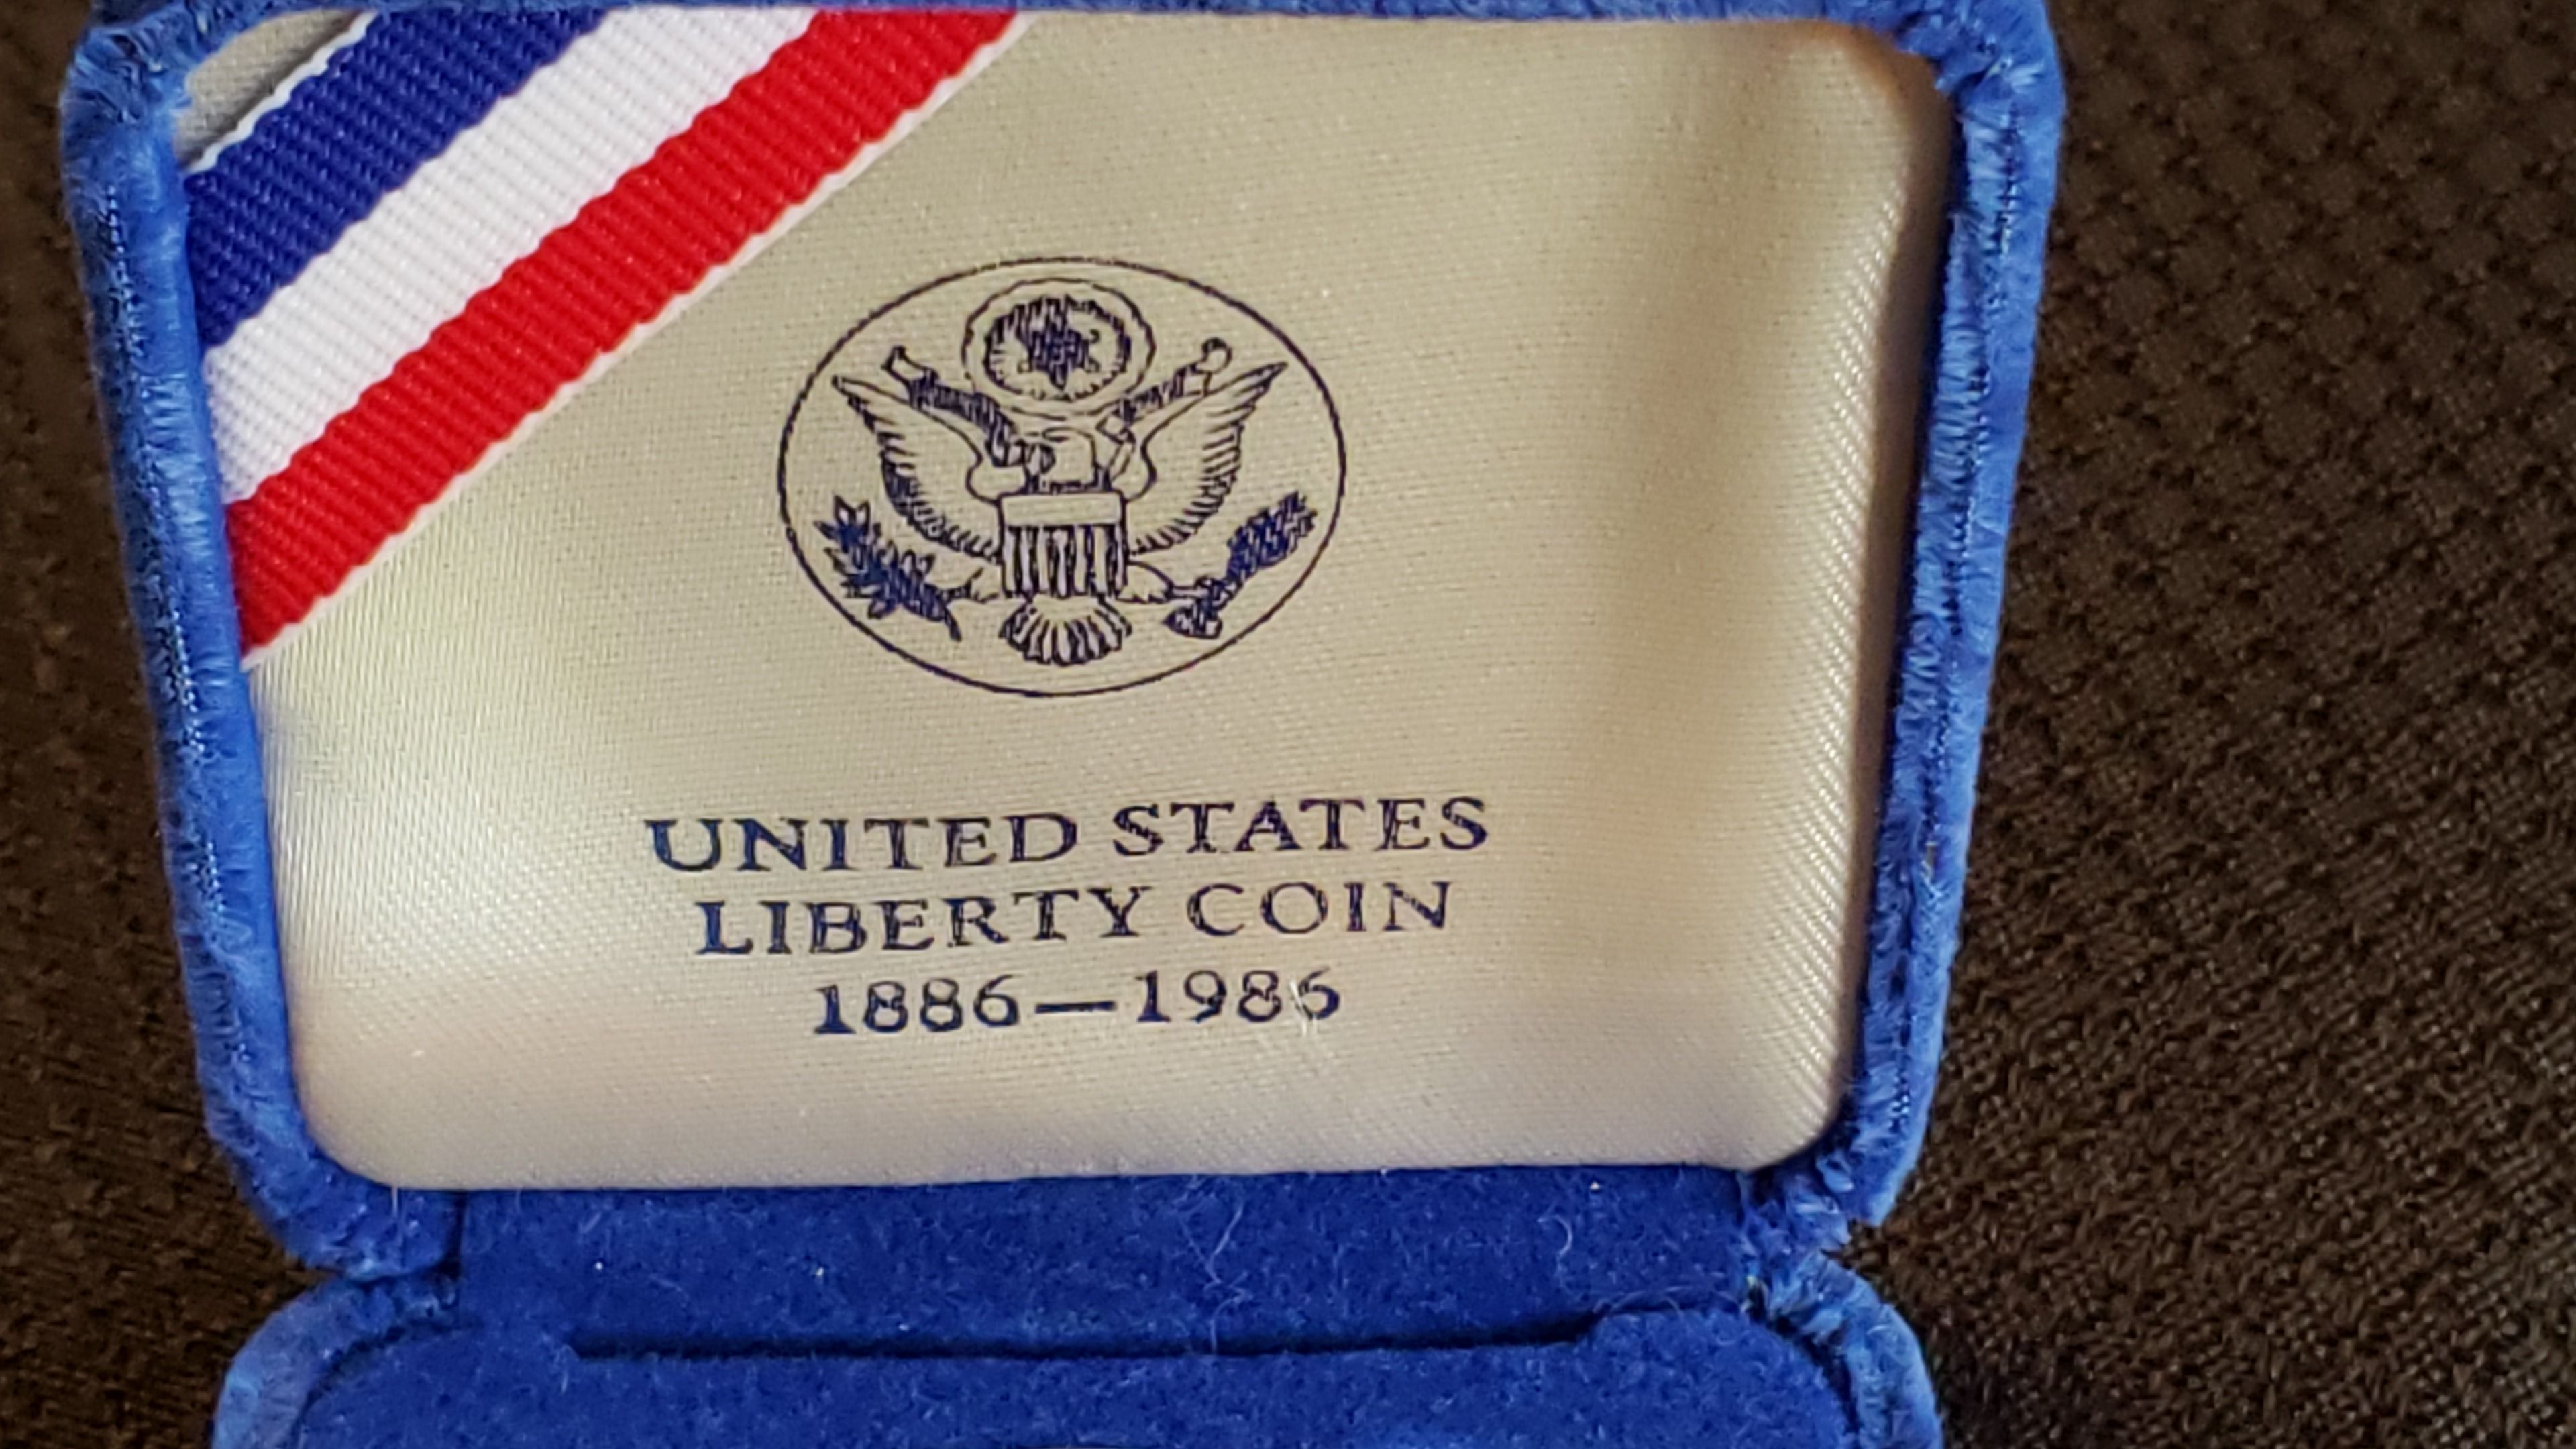 UNITED STATES
LIBERTY COIN
1886—1986